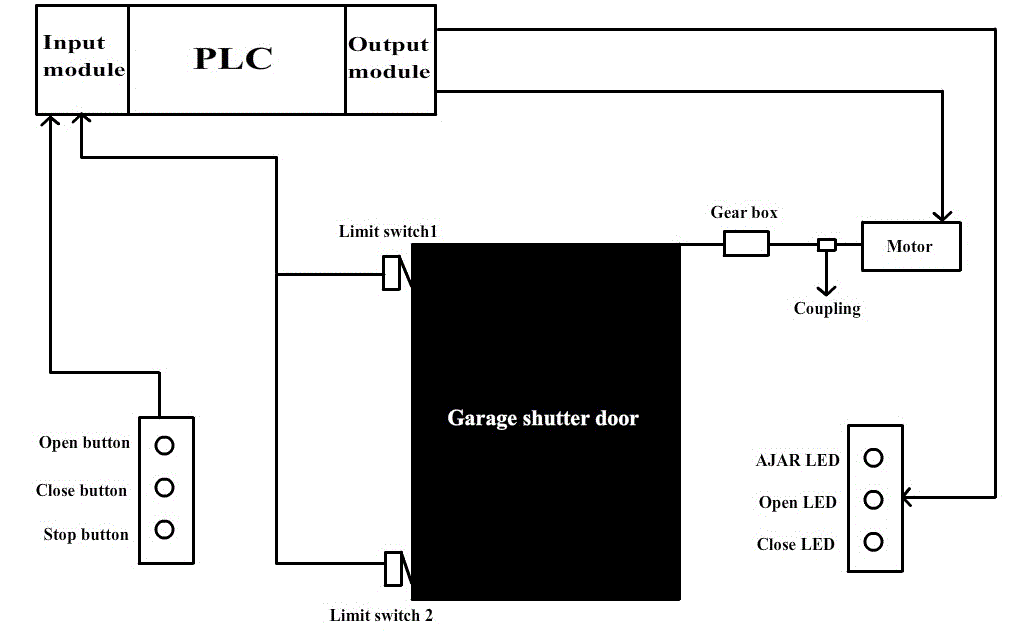 Input
module
PLC
Output
module
Gear box
Limit switch1
Motor
Coupling
Garage shutter door
Open button
Close button
Stop button
AJAR LED
Open LED
Close LED
Limit switch 2